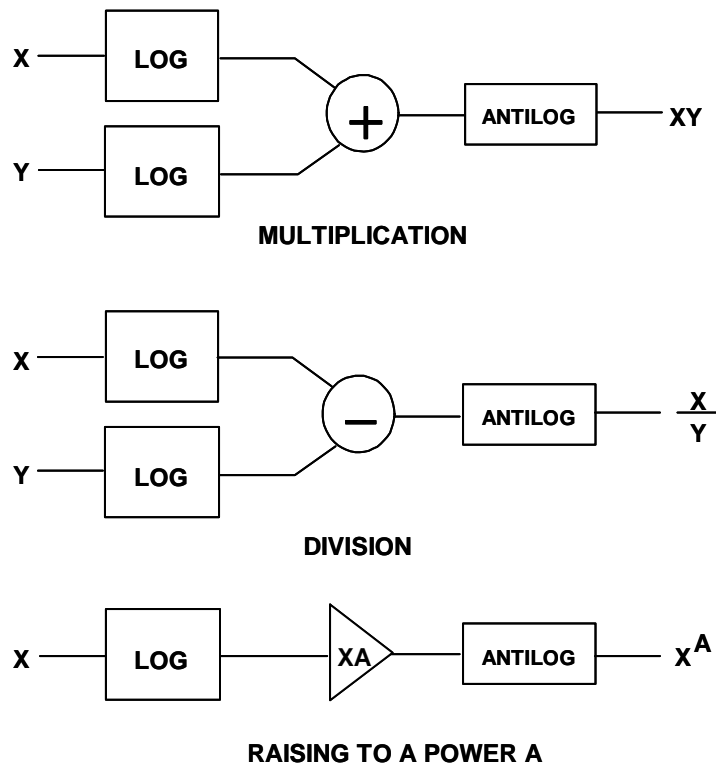 X LOG
+ ANTILOG XY
Y LOG
MULTIPLICATION
X LOG
− ANTILOG X
Y
Y LOG
DIVISION
X LOG XA ANTILOG X^A
RAISING TO A POWER A